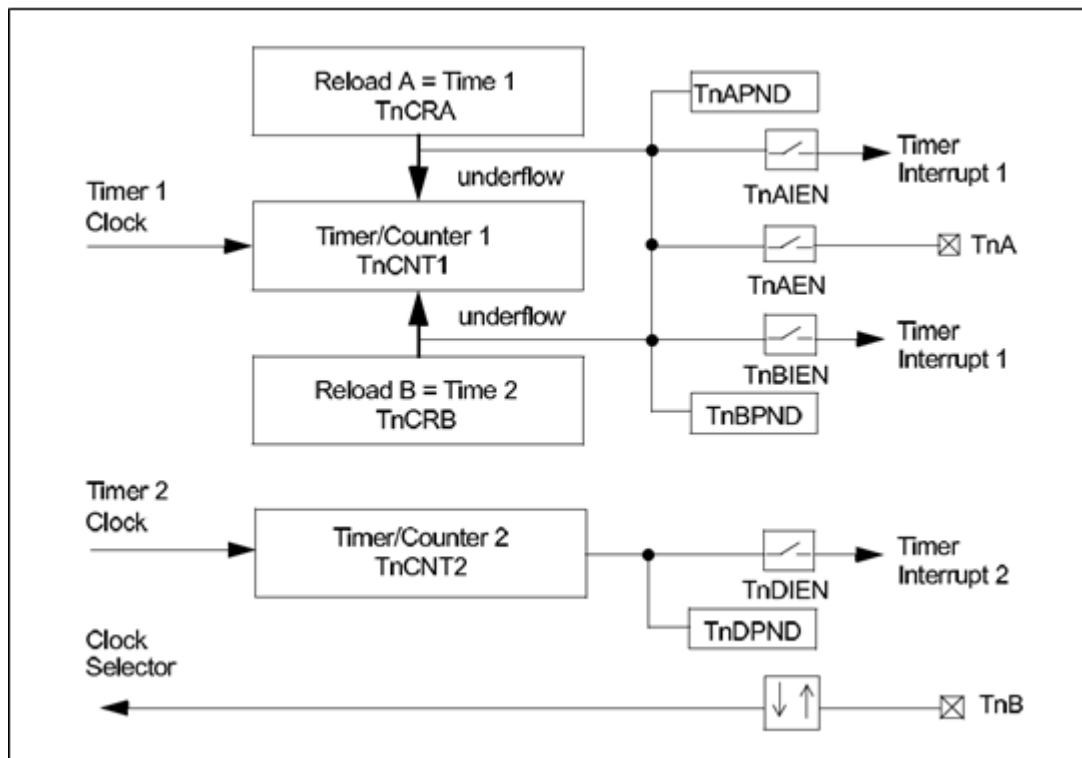 Reload A = Time 1
TnCRA
TnAPND
Timer
Interrupt 1
TnAIEN
underflow
Timer 1
Clock
Timer/Counter 1
TnCNT1
TnA
TnAEN
underflow
Timer
Interrupt 1
TnBIEN
Reload B = Time 2
TnCRB
TnBPND
Timer 2
Clock
Timer/Counter 2
TnCNT2
Timer
Interrupt 2
TnDIEN
TnDPND
Clock
Selector
TnB